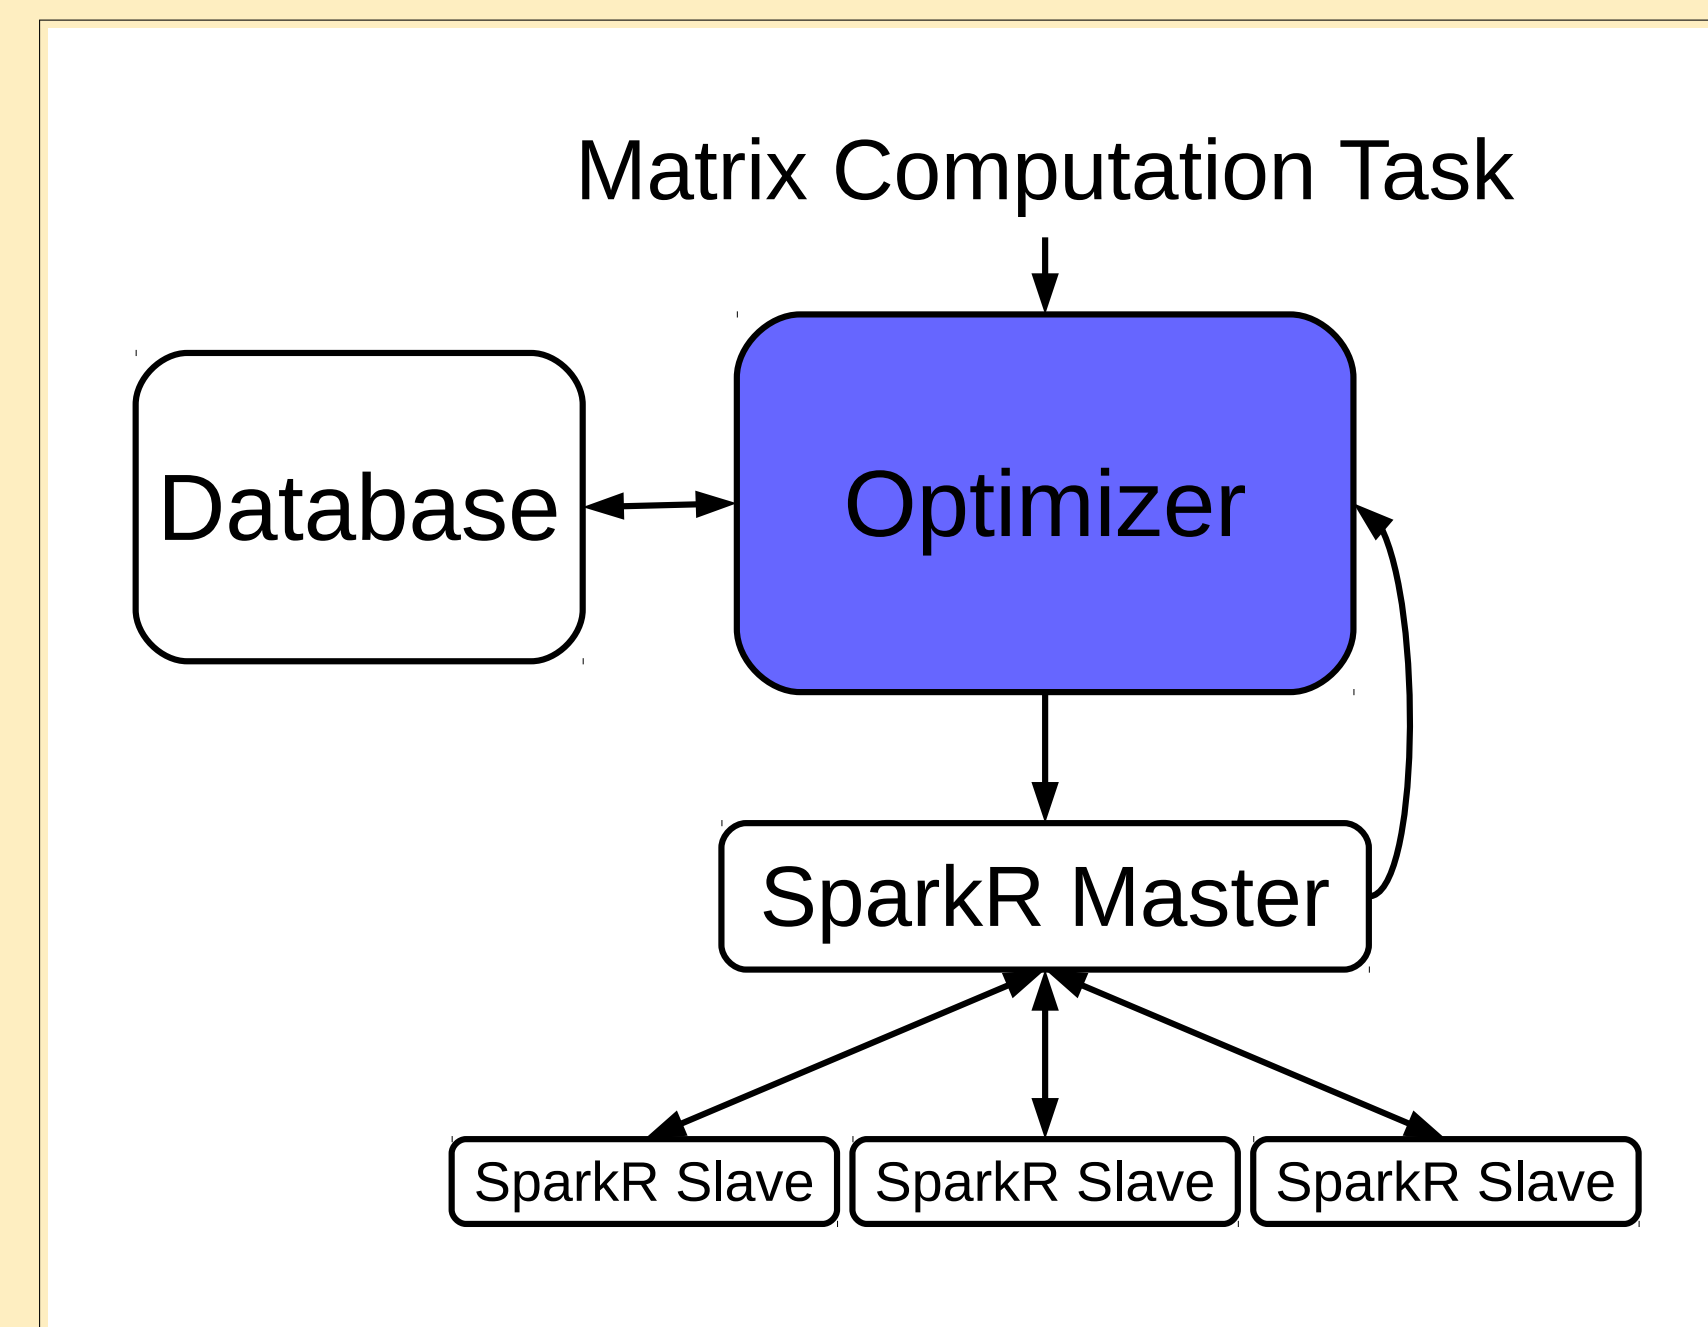 Matrix Computation Task
Database
Optimizer
SparkR Master
SparkR Slave
SparkR Slave
SparkR Slave